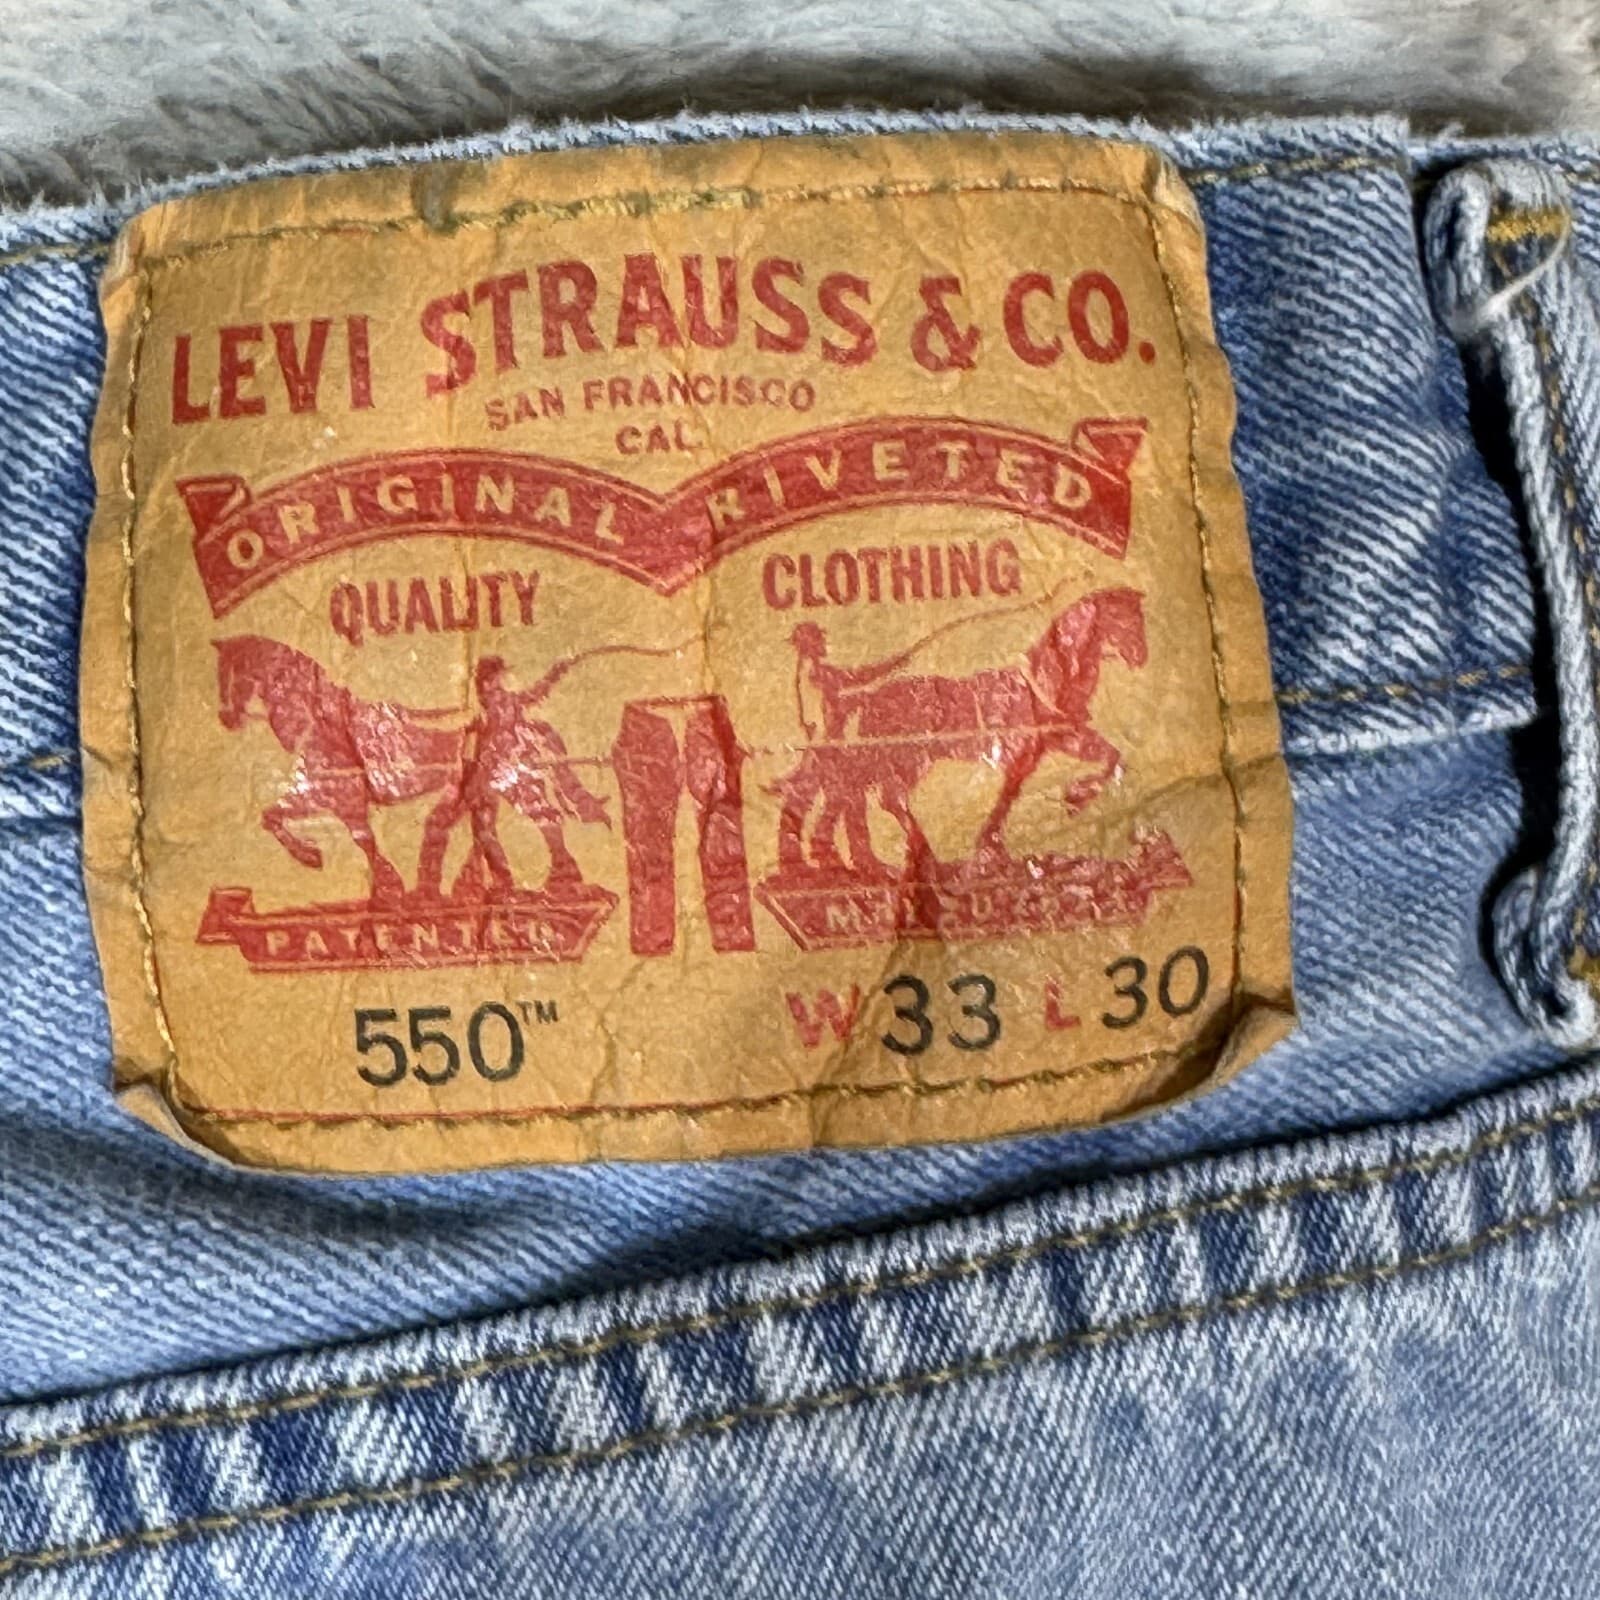 LEVI STRAUSS & CO.
SAN FRANCISCO
CAL.
ORIGINAL RIVETED
QUALITY CLOTHING
PATENTED
550™ W 33 L 30